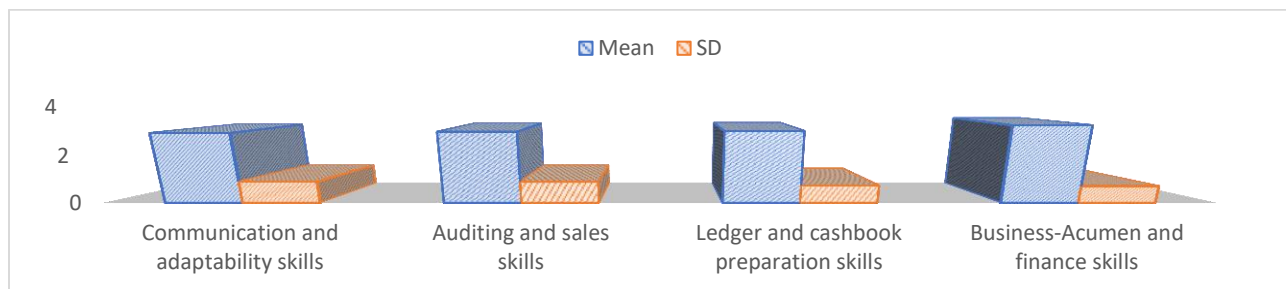 Mean SD
4
2
0
Communication and
adaptability skills
Auditing and sales
skills
Ledger and cashbook
preparation skills
Business-Acumen and
finance skills